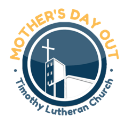 MOTHER'S DAY OUT
Timothy Lutheran Church